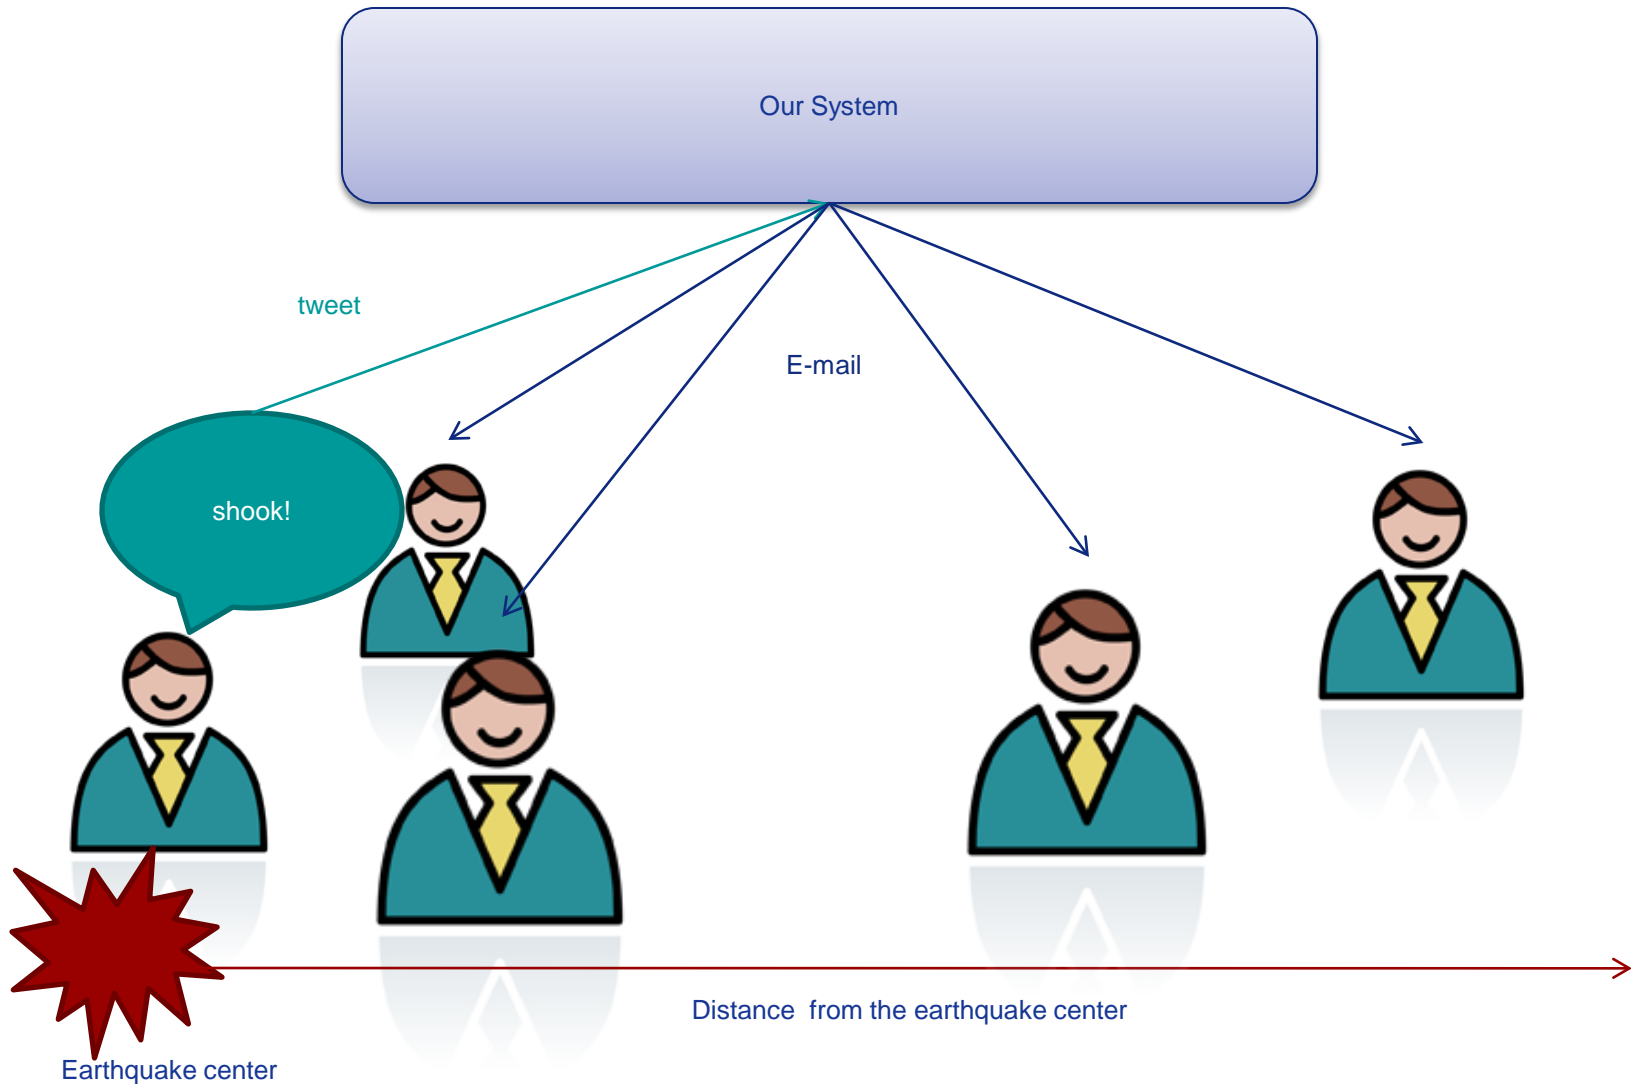 Our System
tweet
E-mail
shook!
Distance  from the earthquake center
Earthquake center